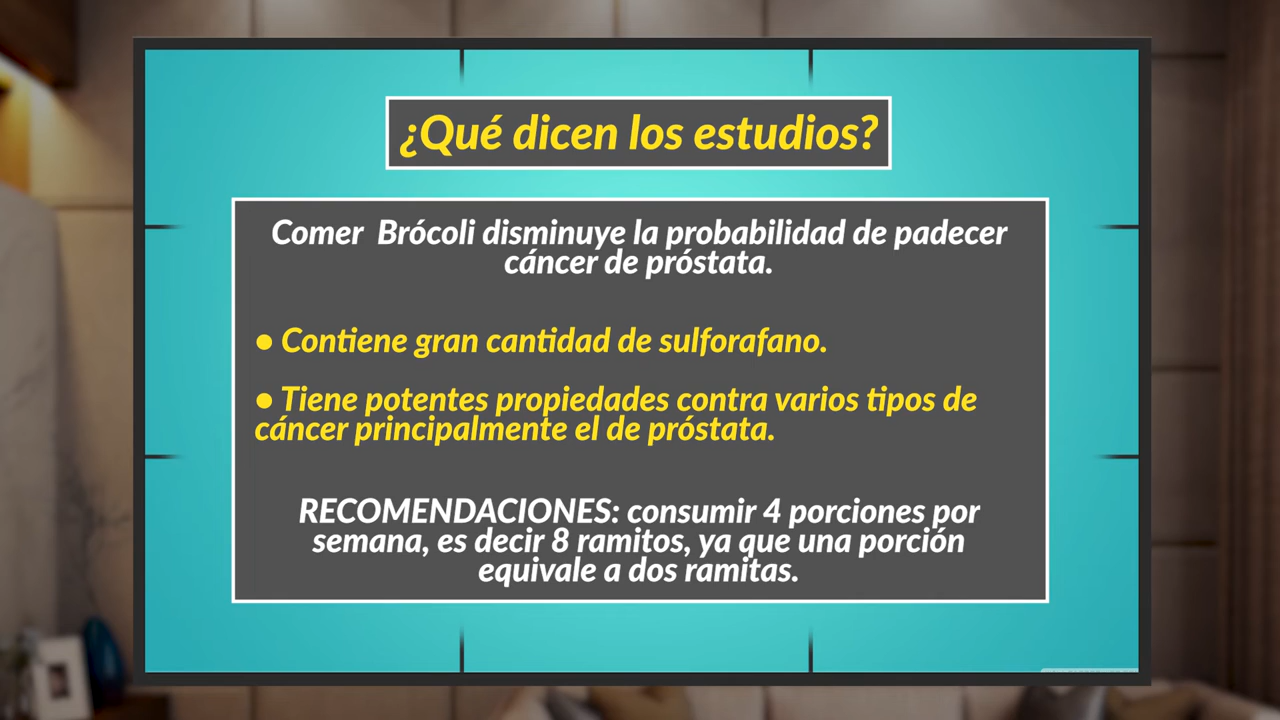 ¿Qué dicen los estudios?
Comer Brócoli disminuye la probabilidad de padecer
cáncer de próstata.
● Contiene gran cantidad de sulforafano.
● Tiene potentes propiedades contra varios tipos de
cáncer principalmente el de próstata.
RECOMENDACIONES: consumir 4 porciones por
semana, es decir 8 ramitos, ya que una porción
equivale a dos ramitas.